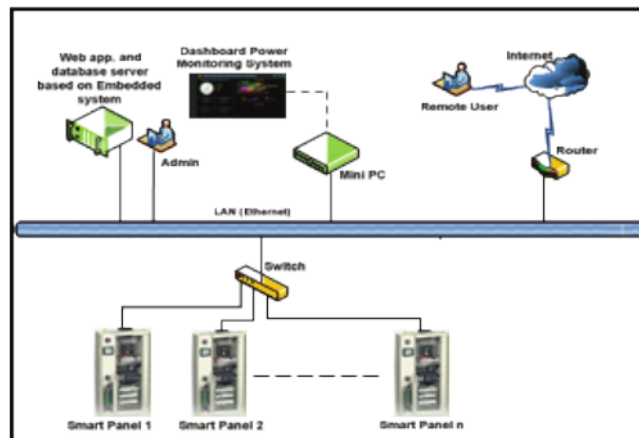 Web app, and
database server
based on Embedded
system
Admin
Dashboard Power
Monitoring System
Mini PC
Remote User
Internet
Router
LAN (Ethernet)
Switch
Smart Panel 1
Smart Panel 2
Smart Panel n